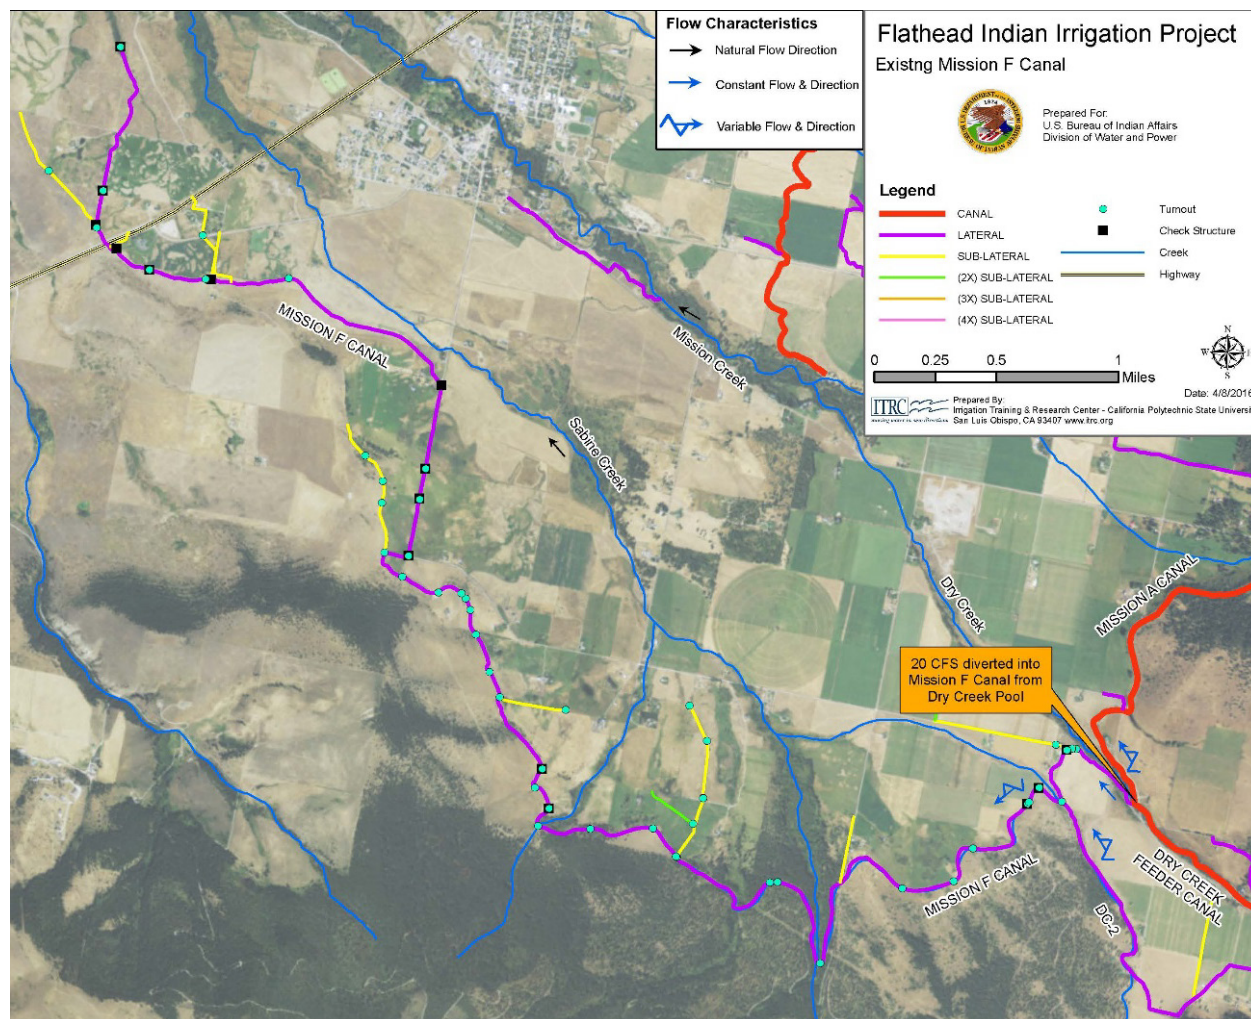 Flow Characteristics
Natural Flow Direction
Constant Flow & Direction
Variable Flow & Direction
Flathead Indian Irrigation Project
Existng Mission F Canal
Prepared For:
U.S. Bureau of Indian Affairs
Division of Water and Power
Legend
CANAL
LATERAL
SUB-LATERAL
(2X) SUB-LATERAL
(3X) SUB-LATERAL
(4X) SUB-LATERAL
Turnout
Check Structure
Creek
Highway
0 0.25 0.5 1
Miles
N
W E
S
Date: 4/8/2016
ITRC
Prepared By:
Irrigation Training & Research Center - California Polytechnic State Universi
San Luis Obispo, CA 93407 www.itrc.org
MISSION F CANAL
Mission Creek
Sabine Creek
Dry Creek
MISSION A CANAL
20 CFS diverted into
Mission F Canal from
Dry Creek Pool
MISSION F CANAL
DC-2
DRY CREEK
FEEDER CANAL